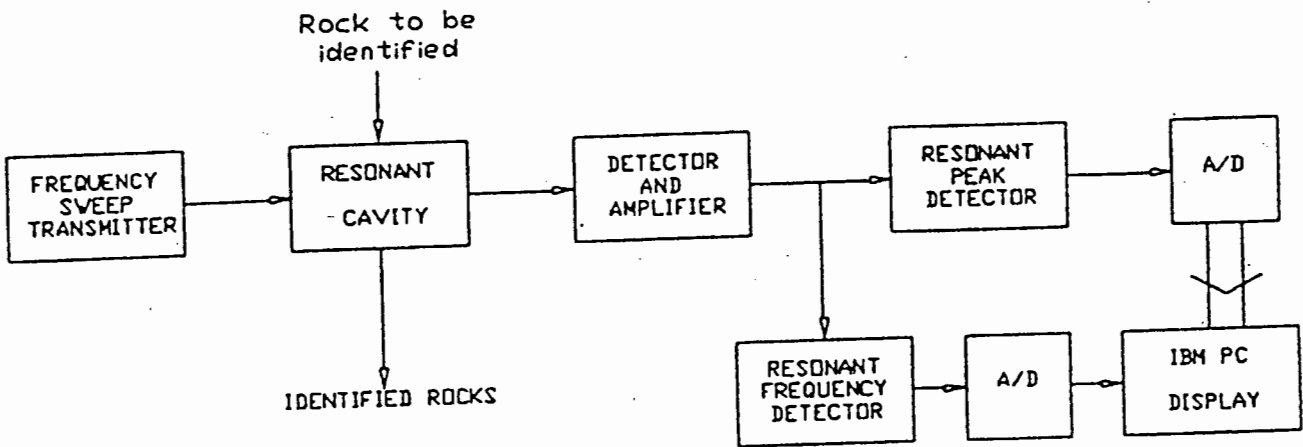 Rock to be
identified
FREQUENCY
SWEEP
TRANSMITTER
RESONANT
CAVITY
DETECTOR
AND
AMPLIFIER
RESONANT
PEAK
DETECTOR
A/D
IDENTIFIED ROCKS
RESONANT
FREQUENCY
DETECTOR
A/D
IBM PC
DISPLAY